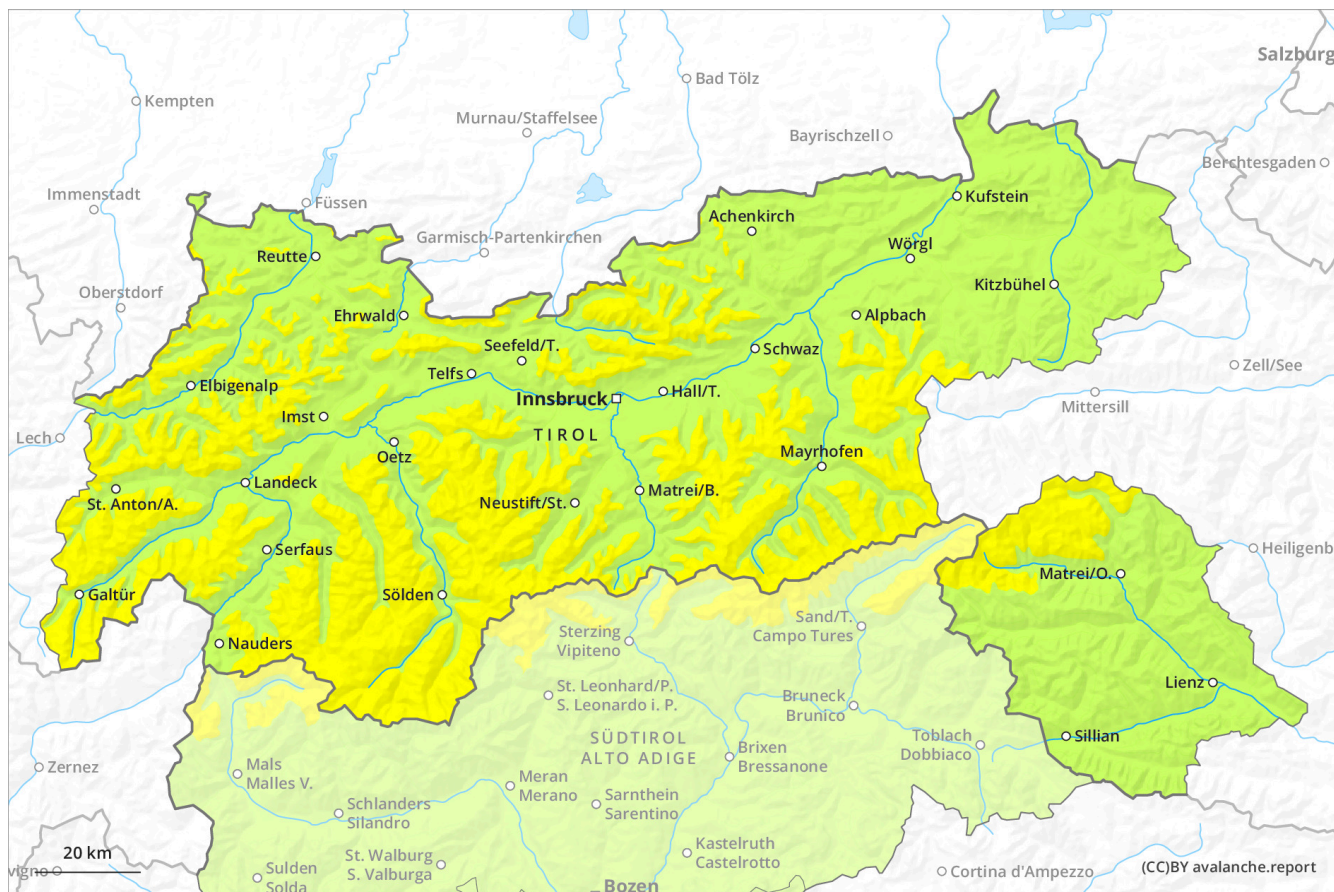 Salzburg
Bad Tölz
Kempten
Murnau/Staffelsee
Bayrischzell
Berchtesgaden
Immenstadt
Füssen
Kufstein
Achenkirch
Garmisch-Partenkirchen
Wörgl
Reutte
Kitzbühel
Oberstdorf
Ehrwald
Alpbach
Seefeld/T.
Schwaz
Zell/See
Telfs
Elbigenalp
Hall/T.
Innsbruck
Mittersill
Imst
Lech
TIROL
Oetz
Mayrhofen
Landeck
Matrei/B.
St. Anton/A.
Neustift/St.
Serfaus
Heiligenb
Matrei/O.
Galtür
Sölden
Sand/T.
Campo Tures
Sterzing
Vipiteno
Nauders
Lienz
St. Leonhard/P.
S. Leonardo i. P.
Bruneck
Brunico
Sillian
SÜDTIROL
ALTO ADIGE
Toblach
Dobbiaco
Brixen
Bressanone
Zernez
Mals
Malles V.
Meran
Merano
Sarnthein
Sarentino
Schlanders
Silandro
Kastelruth
Castelrotto
20 km
St. Walburg
S. Valburga
vigno
Sulden
Solda
Cortina d'Ampezzo
(CC)BY avalanche.report
Bozen